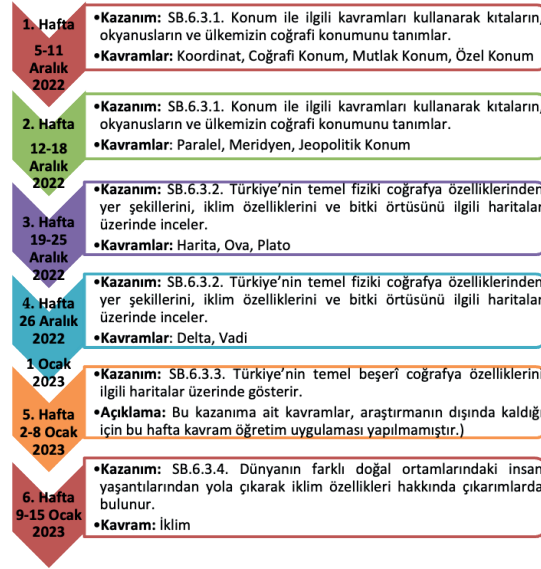 1. Hafta
5-11
Aralık
2022
•Kazanım: SB.6.3.1. Konum ile ilgili kavramları kullanarak kıtaların,
okyanusların ve ülkemizin coğrafi konumunu tanımlar.
•Kavramlar: Koordinat, Coğrafi Konum, Mutlak Konum, Özel Konum
2. Hafta
12-18
Aralık
2022
•Kazanım: SB.6.3.1. Konum ile ilgili kavramları kullanarak kıtaların,
okyanusların ve ülkemizin coğrafi konumunu tanımlar.
•Kavramlar: Paralel, Meridyen, Jeopolitik Konum
3. Hafta
19-25
Aralık
2022
•Kazanım: SB.6.3.2. Türkiye’nin temel fiziki coğrafya özelliklerinden
yer şekillerini, iklim özelliklerini ve bitki örtüsünü ilgili haritalar
üzerinde inceler.
•Kavramlar: Harita, Ova, Plato
4. Hafta
26 Aralık
2022
1 Ocak
2023
•Kazanım: SB.6.3.2. Türkiye’nin temel fiziki coğrafya özelliklerinden
yer şekillerini, iklim özelliklerini ve bitki örtüsünü ilgili haritalar
üzerinde inceler.
•Kavramlar: Delta, Vadi
5. Hafta
2-8 Ocak
2023
•Kazanım: SB.6.3.3. Türkiye’nin temel beşerî coğrafya özelliklerini
ilgili haritalar üzerinde gösterir.
•Açıklama: Bu kazanıma ait kavramlar, araştırmanın dışında kaldığı
için bu hafta kavram öğretim uygulaması yapılmamıştır.)
6. Hafta
9-15 Ocak
2023
•Kazanım: SB.6.3.4. Dünyanın farklı doğal ortamlarındaki insan
yaşantılarından yola çıkarak iklim özellikleri hakkında çıkarımlarda
bulunur.
•Kavram: İklim